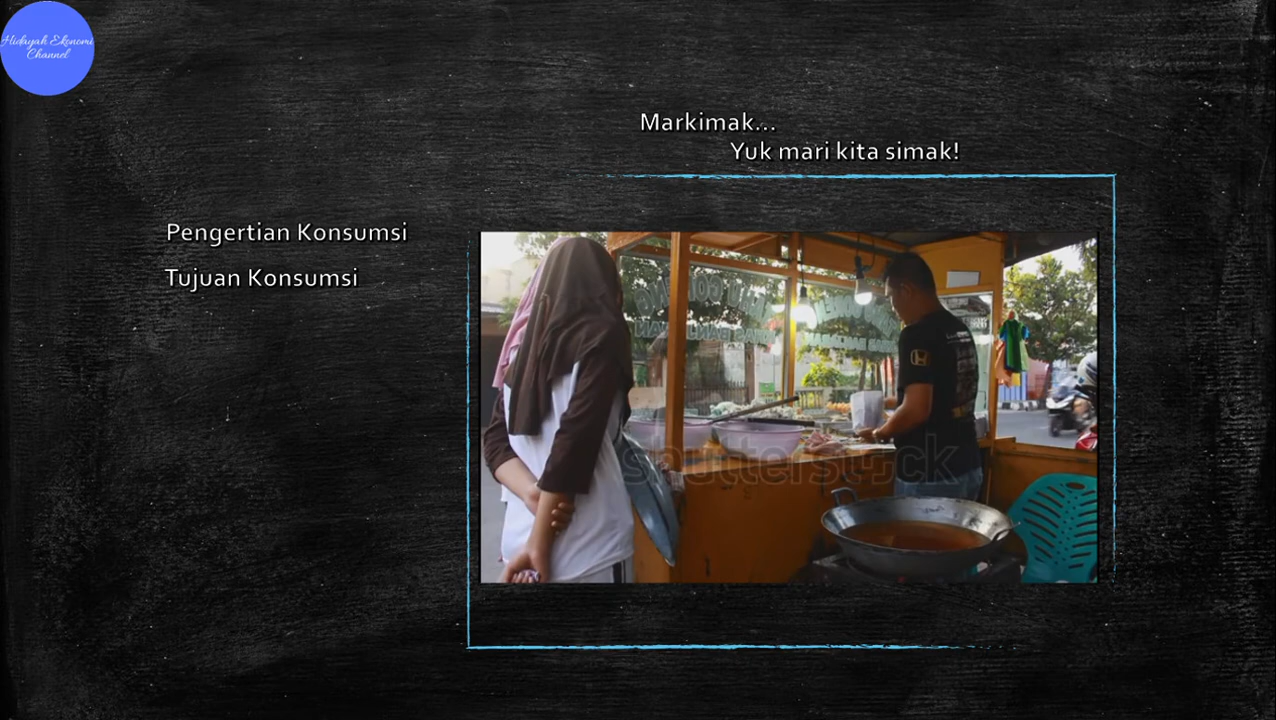 Hidayah Ekonomi
Channel
Markimak...
Yuk mari kita simak!
Pengertian Konsumsi
Tujuan Konsumsi
shutterstock